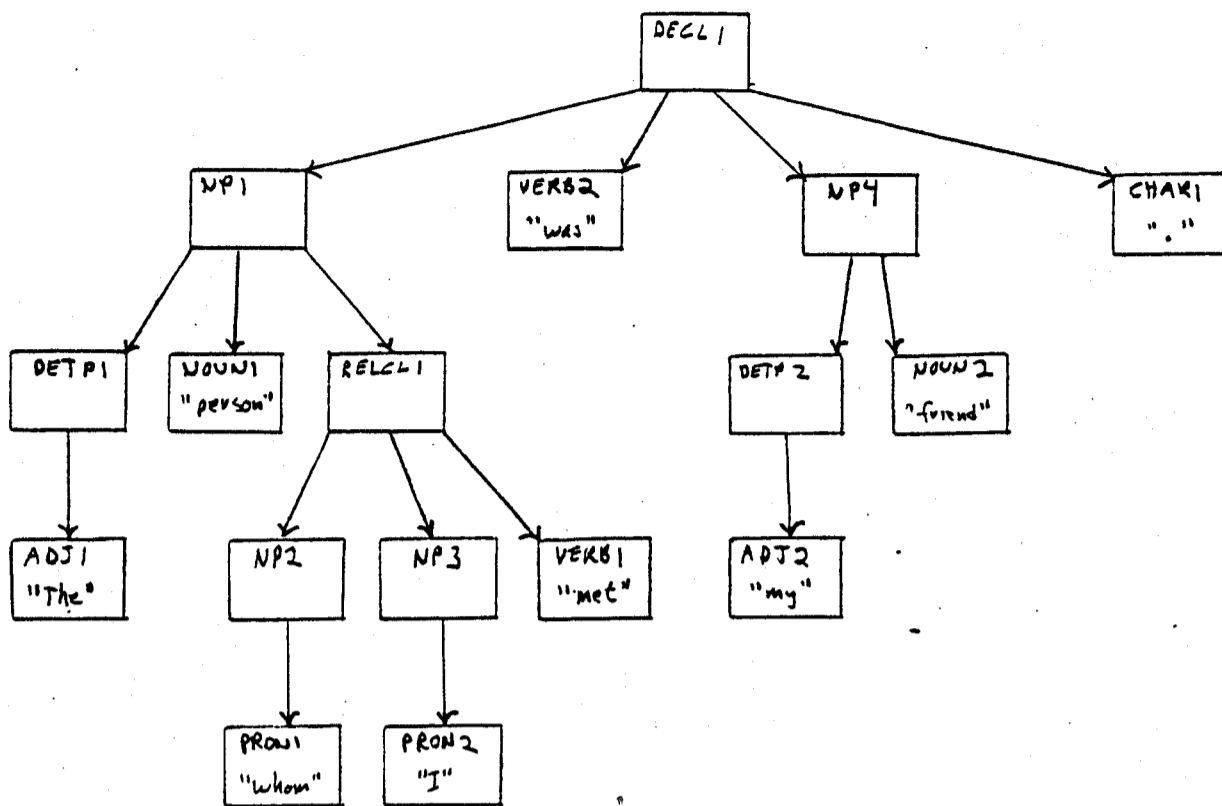 DECL1
NP1
VERB2
"was"
NP4
CHAR1
"."
DETP1
NOUN1
"person"
RELCL1
DETP2
NOUN2
"friend"
ADJ1
"The"
NP2
NP3
VERB1
"met"
ADJ2
"my"
PRON1
"whom"
PRON2
"I"